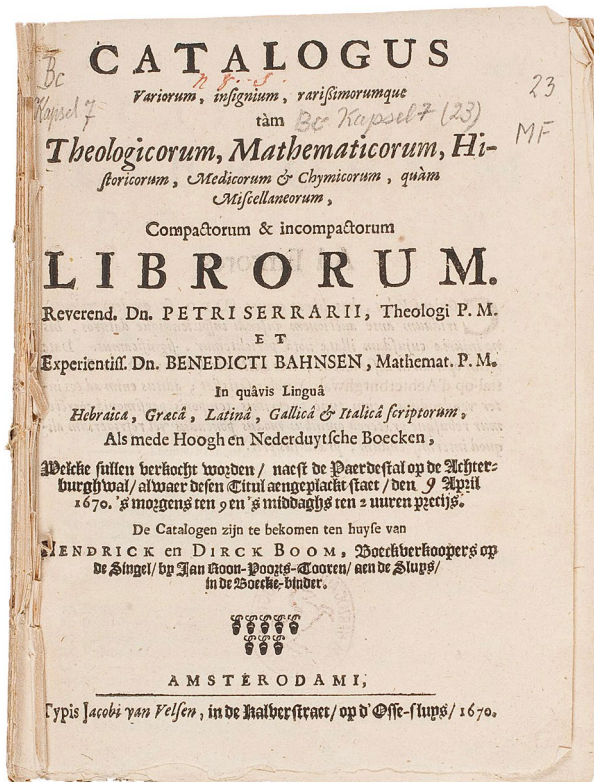 CATALOGUS
Bc
n. 8. S.
Variorum, insignium, rarißimorumque
23
Kapsel 7
tàm
Bc Kapsel 7 (23)
MF
Theologicorum, Mathematicorum, Hi-
storicorum, Medicorum & Chymicorum, quàm
Miscellaneorum,
Compactorum & incompactorum
LIBRORUM.
Reverend. Dn. PETRI SERRARII, Theologi P. M.
ET
Experientiss. Dn. BENEDICTI BAHNSEN, Mathemat. P. M.
In quâvis Linguâ
Hebraica, Græcâ, Latinâ, Gallicâ & Italicâ scriptorum,
Als mede Hoogh en Nederduytsche Boecken,
Welcke sullen verkocht worden / naest de Paerdestal op de Achter-
burghwal / alwaer desen Titul aengeplackt staet / den 9 April
1670. 's morgens ten 9 en 's middaghs ten 2 uuren precijs.
De Catalogen zijn te bekomen ten huyse van
HENDRICK en DIRCK BOOM, Boeckverkoopers op
de Singel / by Jan Roon-Poorts-Tooren / aen de Sluys /
in de Boecke-binder.
AMSTERODAMI,
Typis Jacobi van Velsen, in de Kalverstraet / op d'Osse-sluys / 1670.